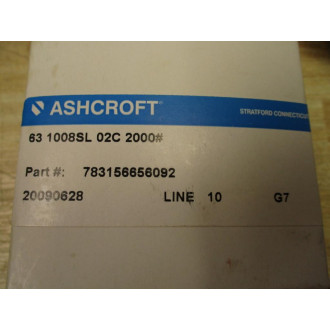 ASHCROFT®
STRATFORD CONNECTICUT
63 1008SL 02C 2000#
Part #: 783156656092
20090628 LINE 10 G7